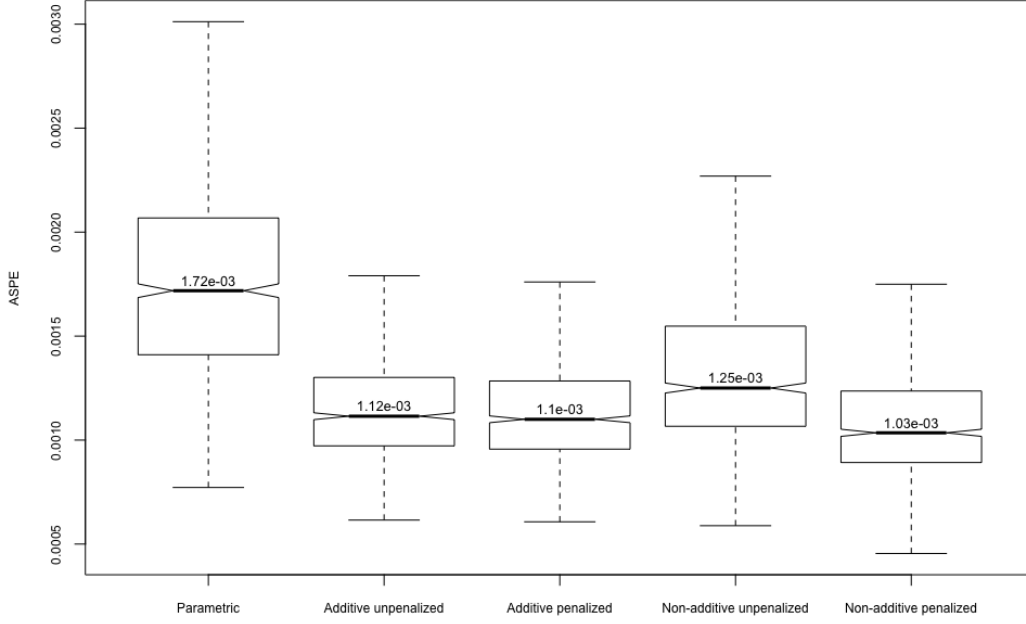 0.0030
0.0025
0.0020
0.0015
0.0010
0.0005
ASPE
1.72e-03
1.12e-03
1.1e-03
1.25e-03
1.03e-03
Parametric
Additive unpenalized
Additive penalized
Non-additive unpenalized
Non-additive penalized